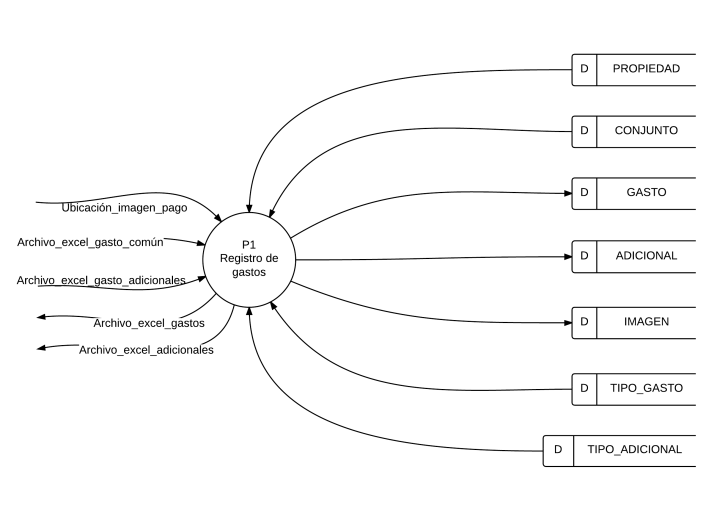 D PROPIEDAD
D CONJUNTO
D GASTO
Ubicación_imagen_pago
Archivo_excel_gasto_común
P1
Registro de
gastos
D ADICIONAL
Archivo_excel_gasto_adicionales
Archivo_excel_gastos
D IMAGEN
Archivo_excel_adicionales
D TIPO_GASTO
D TIPO_ADICIONAL